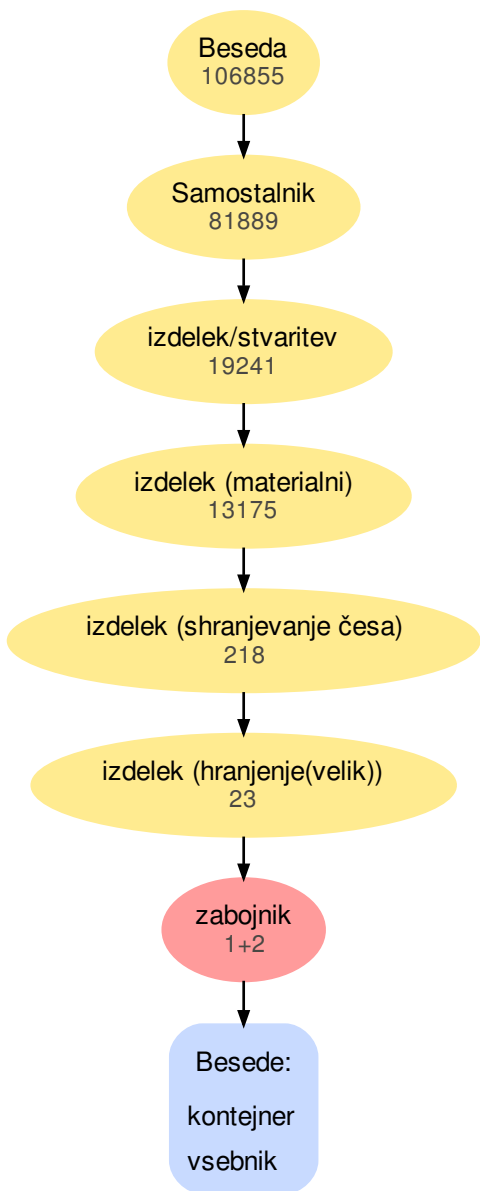 Beseda
106855
Samostalnik
81889
izdelek/stvaritev
19241
izdelek (materialni)
13175
izdelek (shranjevanje česa)
218
izdelek (hranjenje(velik))
23
zabojnik
1+2
Besede:
kontejner
vsebnik